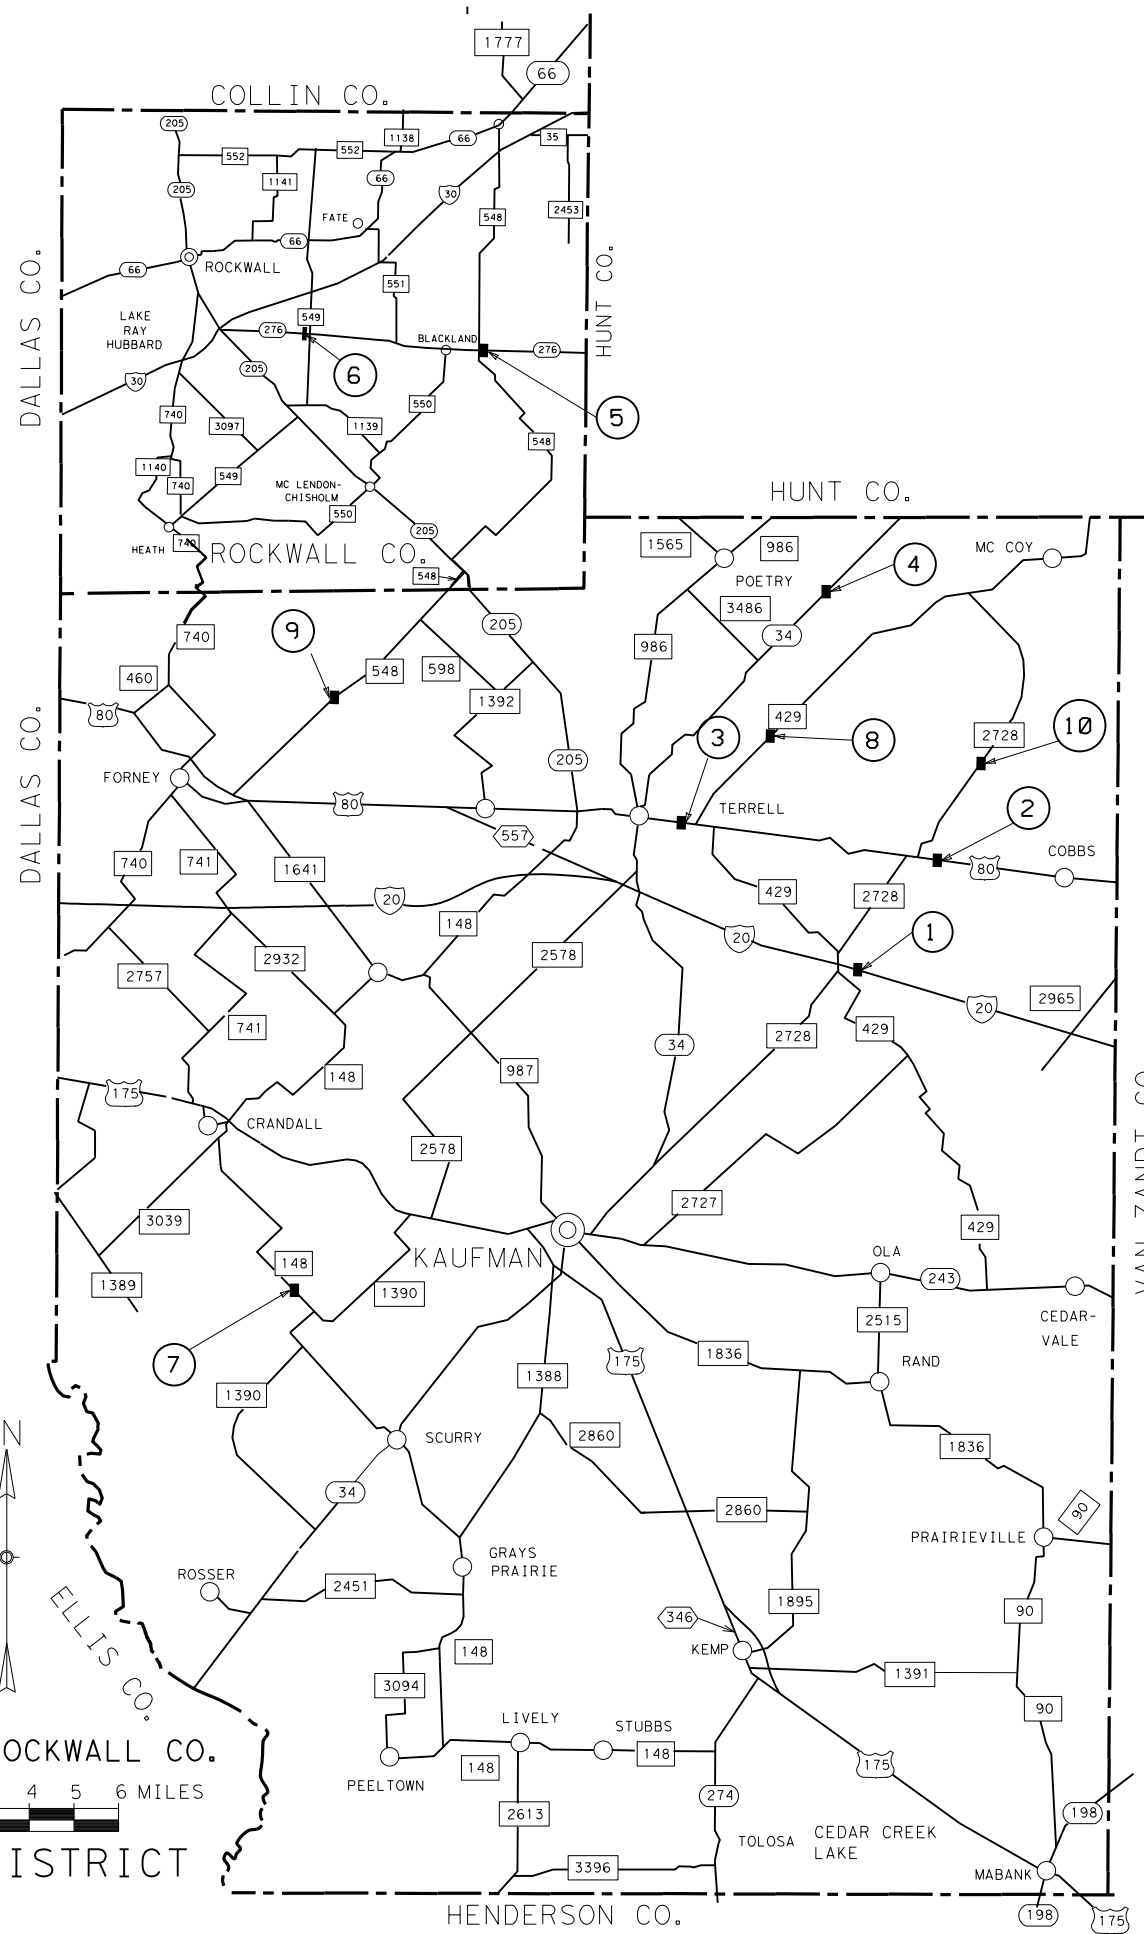 1777
66
COLLIN CO.
205
1138
66
35
552
552
1141
66
30
205
2453
548
FATE
66
ROCKWALL
66
551
DALLAS CO.
HUNT CO.
LAKE
RAY
HUBBARD
549
276
BLACKLAND
276
6
205
30
5
550
740
3097
1139
548
1140
549
740
MC LENDON-
CHISHOLM
550
205
HEATH
740
ROCKWALL CO.
548
HUNT CO.
1565
986
MC COY
POETRY
4
3486
34
986
9
205
740
548
598
460
1392
80
DALLAS CO.
429
3
8
2728
10
205
FORNEY
80
TERRELL
557
2
COBBS
740
741
1641
80
429
2728
20
148
20
1
2578
2932
2757
2965
20
741
2728
429
34
987
148
175
CRANDALL
2578
2727
3039
429
VAN ZANDT CO.
KAUFMAN
OLA
148
243
1389
1390
2515
CEDAR-
VALE
7
175
1836
RAND
1388
1390
N
SCURRY
2860
1836
34
2860
90
PRAIRIEVILLE
GRAYS
PRAIRIE
ROSSER
2451
1895
90
346
ELLIS CO.
KEMP
148
1391
3094
90
LIVELY
STUBBS
OCKWALL CO.
148
175
PEELTOWN
148
4 5 6 MILES
274
2613
198
TOLOSA
CEDAR CREEK
LAKE
ISTRICT
3396
MABANK
HENDERSON CO.
198
175